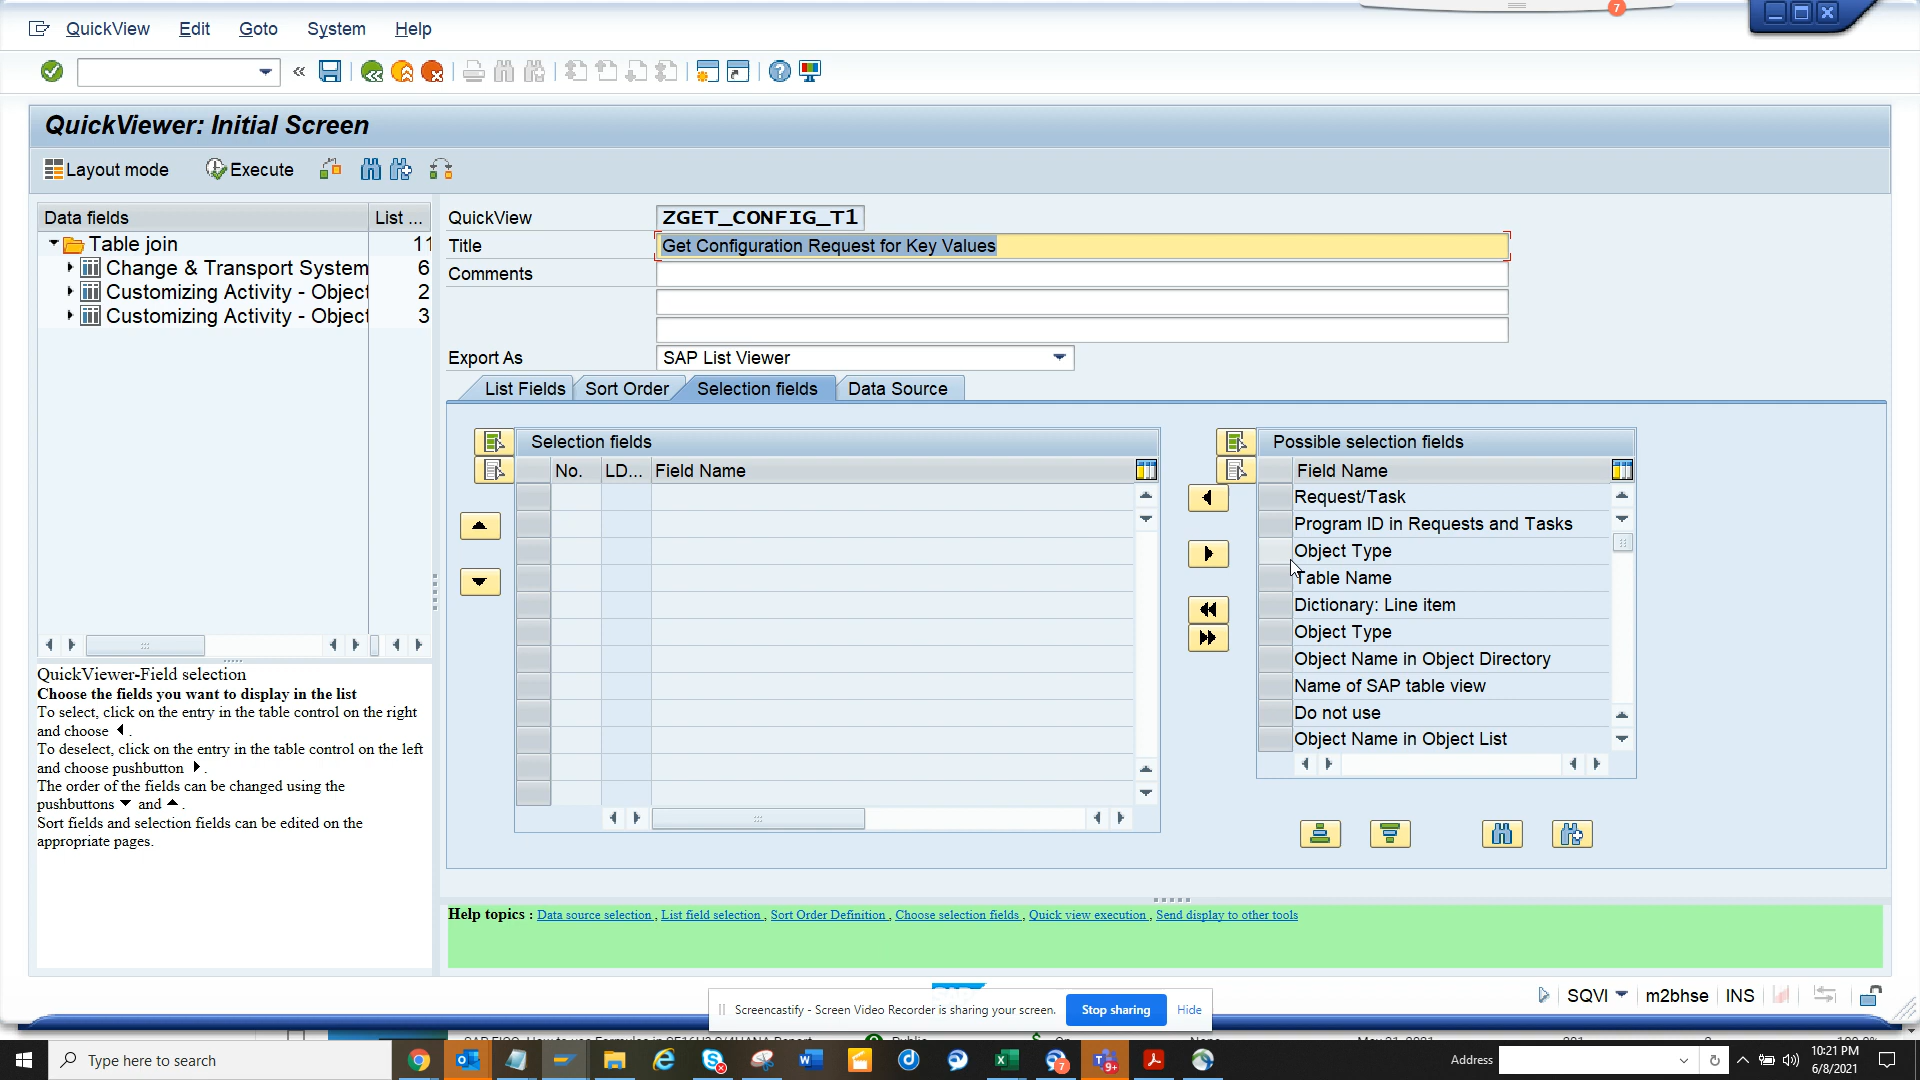 7
QuickView Edit Goto System Help
QuickViewer: Initial Screen
Layout mode Execute
Data fields List ...
Table join 11
Change & Transport System 6
Customizing Activity - Object 2
Customizing Activity - Object 3
QuickView ZGET_CONFIG_T1
Title Get Configuration Request for Key Values
Comments
Export As SAP List Viewer
List Fields Sort Order Selection fields Data Source
Selection fields
No. LD... Field Name
Possible selection fields
Field Name
Request/Task
Program ID in Requests and Tasks
Object Type
Table Name
Dictionary: Line item
Object Type
Object Name in Object Directory
Name of SAP table view
Do not use
Object Name in Object List
QuickViewer-Field selection
Choose the fields you want to display in the list
To select, click on the entry in the table control on the right
and choose .
To deselect, click on the entry in the table control on the left
and choose pushbutton .
The order of the fields can be changed using the
pushbuttons and .
Sort fields and selection fields can be edited on the
appropriate pages.
Help topics : Data source selection , List field selection , Sort Order Definition , Choose selection fields , Quick view execution , Send display to other tools
SQVI m2bhse INS
Screencastify - Screen Video Recorder is sharing your screen. Stop sharing Hide
Type here to search
7
9+
Address
10:21 PM
6/8/2021